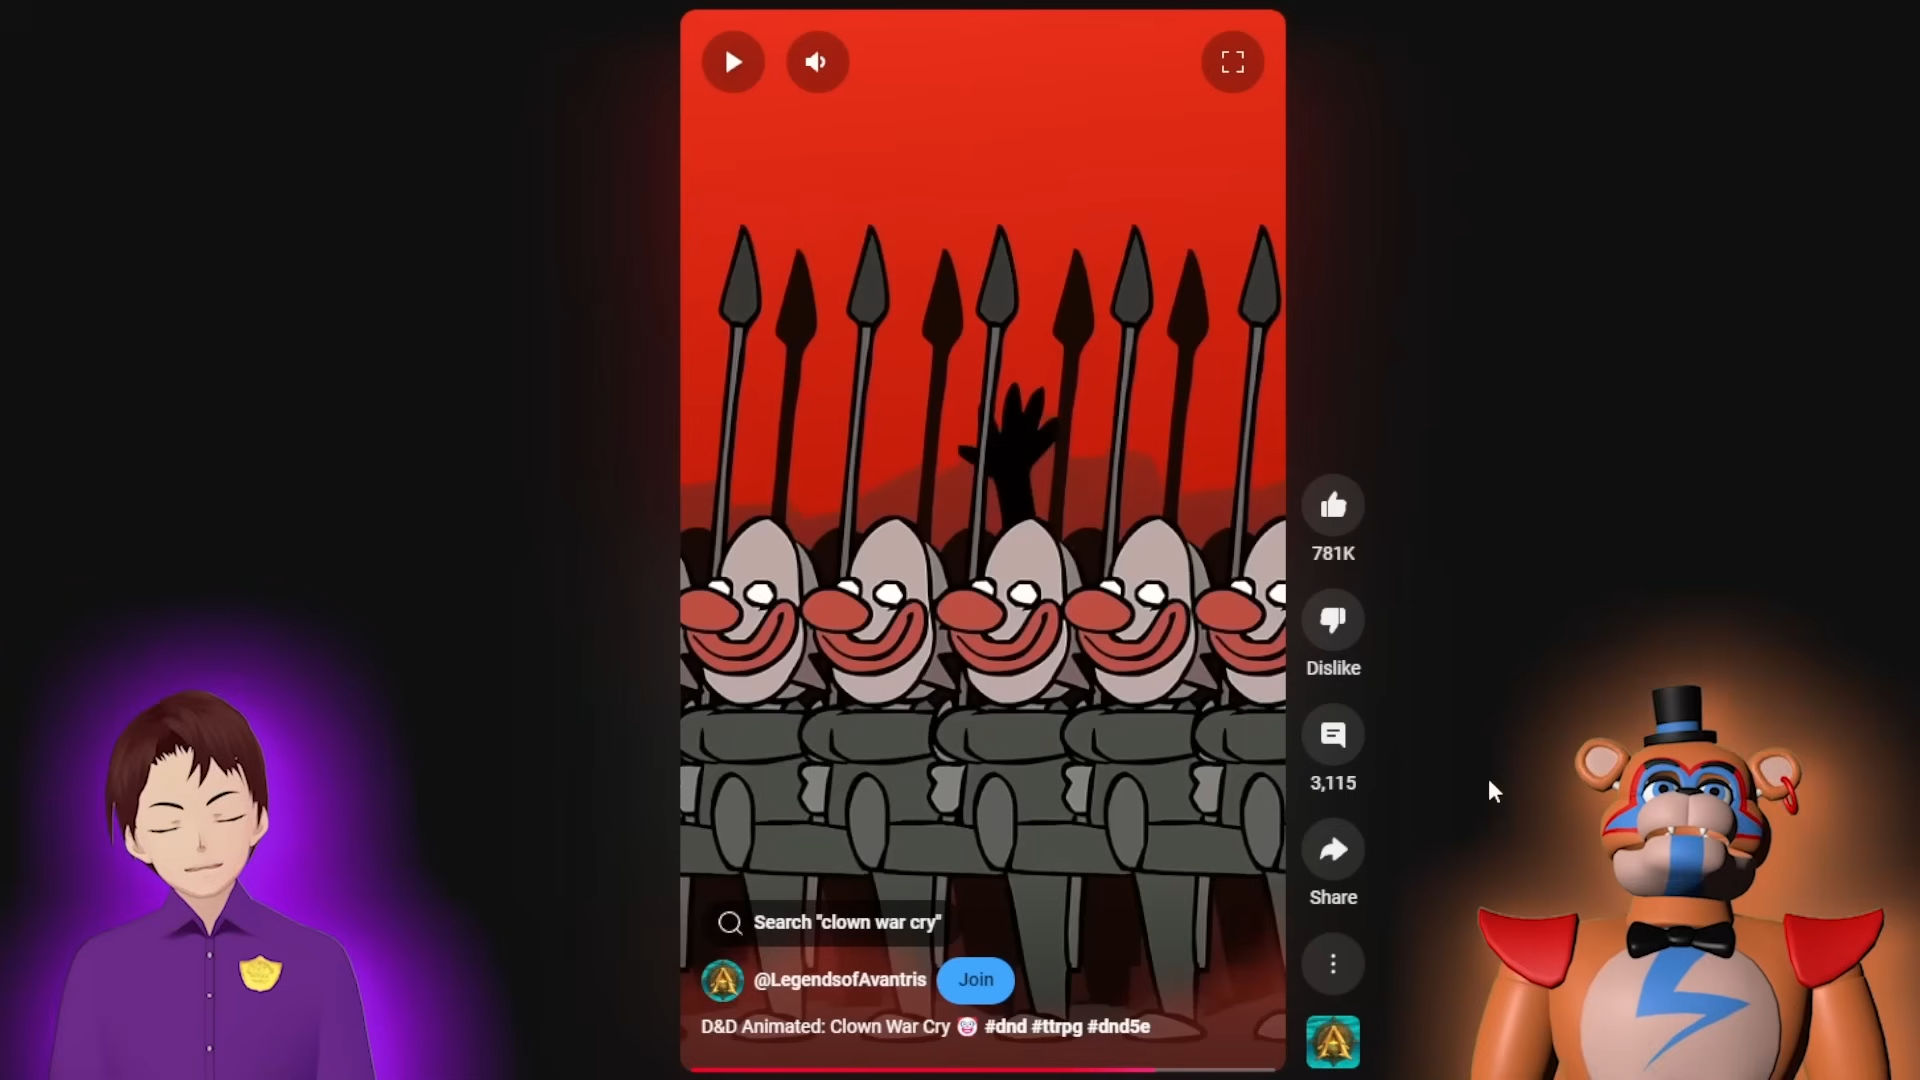 781K
Dislike
3,115
Share
Search "clown war cry"
@LegendsofAvantris Join
D&D Animated: Clown War Cry 🤡 #dnd #ttrpg #dnd5e